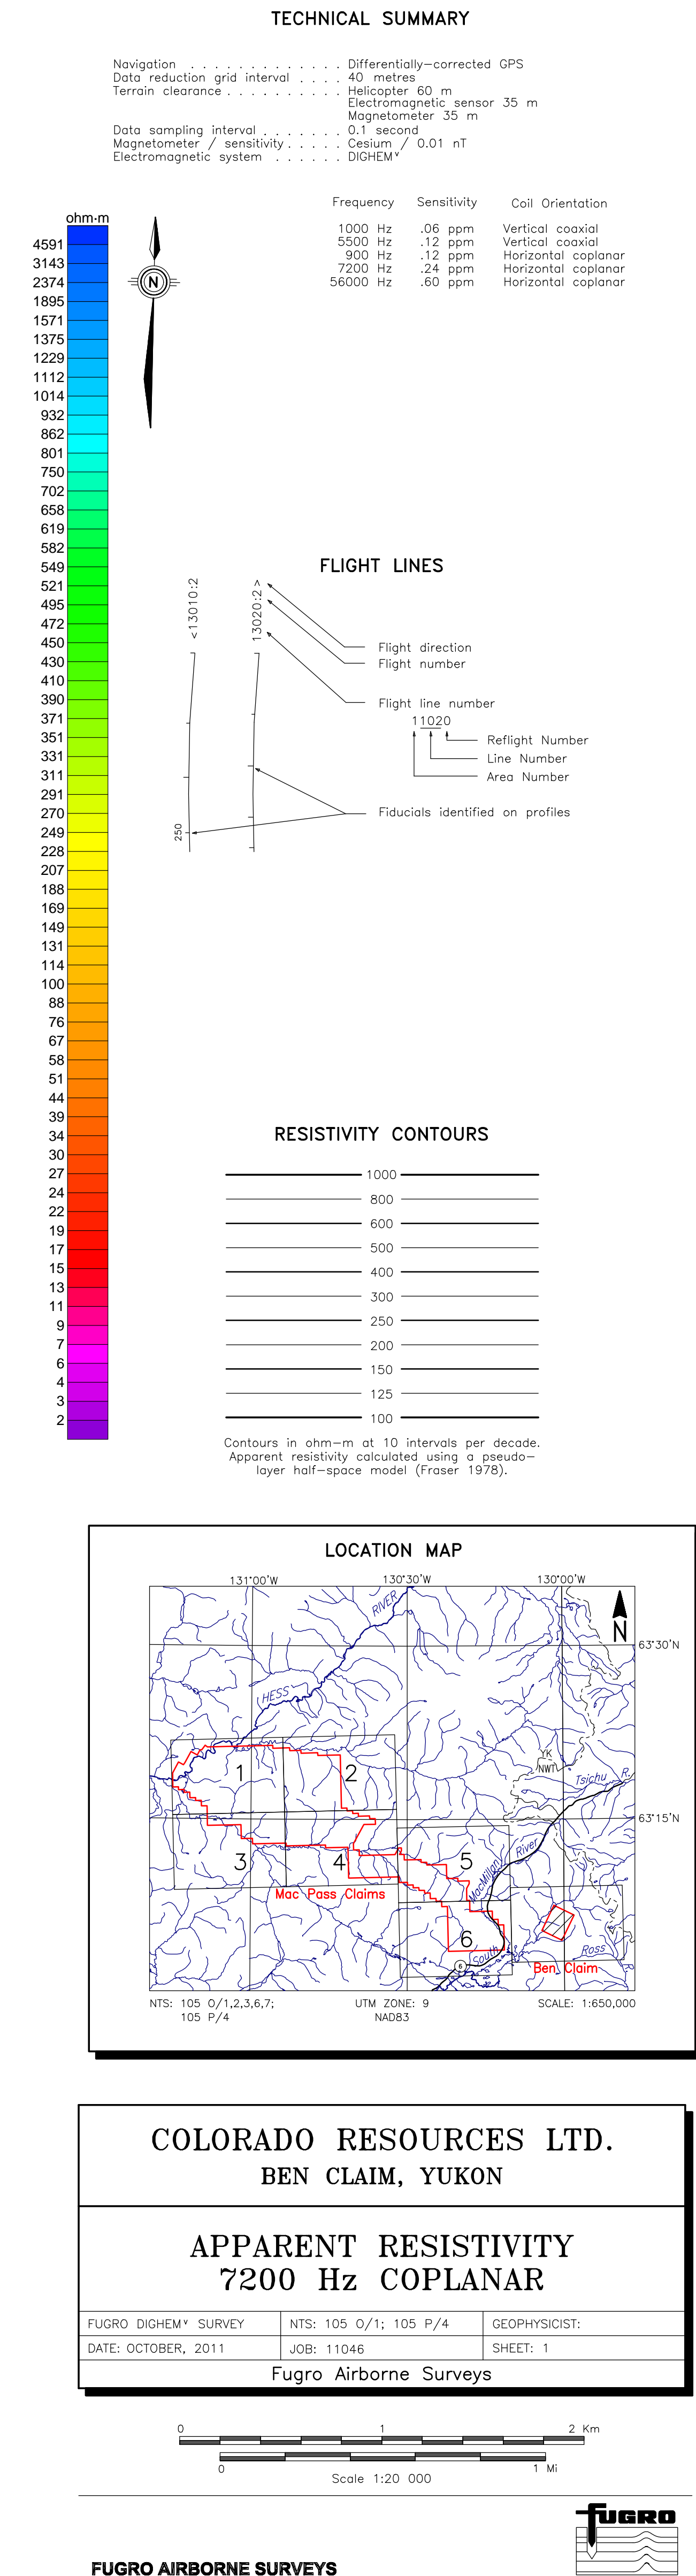 TECHNICAL SUMMARY
Navigation . . . . . . . . . . . . . Differentially-corrected GPS
Data reduction grid interval . . . . 40 metres
Terrain clearance . . . . . . . . . . Helicopter 60 m
Electromagnetic sensor 35 m
Magnetometer 35 m
Data sampling interval . . . . . . . 0.1 second
Magnetometer / sensitivity . . . . . Cesium / 0.01 nT
Electromagnetic system . . . . . . DIGHEMⱽ
Frequency Sensitivity Coil Orientation
1000 Hz .06 ppm Vertical coaxial
5500 Hz .12 ppm Vertical coaxial
900 Hz .12 ppm Horizontal coplanar
7200 Hz .24 ppm Horizontal coplanar
56000 Hz .60 ppm Horizontal coplanar
ohm·m
4591
3143
2374
1895
1571
1375
1229
1112
1014
932
862
801
750
702
658
619
582
549
521
495
472
450
430
410
390
371
351
331
311
291
270
249
228
207
188
169
149
131
114
100
88
76
67
58
51
44
39
34
30
27
24
22
19
17
15
13
11
9
7
6
4
3
2
N
FLIGHT LINES
<13010:2
13020:2>
Flight direction
Flight number
Flight line number
11020
Reflight Number
Line Number
Area Number
Fiducials identified on profiles
250
RESISTIVITY CONTOURS
1000
800
600
500
400
300
250
200
150
125
100
Contours in ohm-m at 10 intervals per decade.
Apparent resistivity calculated using a pseudo-
layer half-space model (Fraser 1978).
LOCATION MAP
131°00'W 130°30'W 130°00'W
RIVER
N
63°30'N
HESS
YK
NWT
Tsichu R.
1
2
63°15'N
3
4
5
MacMillan River
Mac Pass Claims
6
South
6
Ross
Ben Claim
NTS: 105 O/1,2,3,6,7; UTM ZONE: 9 SCALE: 1:650,000
105 P/4 NAD83
COLORADO RESOURCES LTD.
BEN CLAIM, YUKON
APPARENT RESISTIVITY
7200 Hz COPLANAR
FUGRO DIGHEMⱽ SURVEY NTS: 105 O/1; 105 P/4 GEOPHYSICIST:
DATE: OCTOBER, 2011 JOB: 11046 SHEET: 1
Fugro Airborne Surveys
0 1 2 Km
0 1 Mi
Scale 1:20 000
FUGRO
FUGRO AIRBORNE SURVEYS